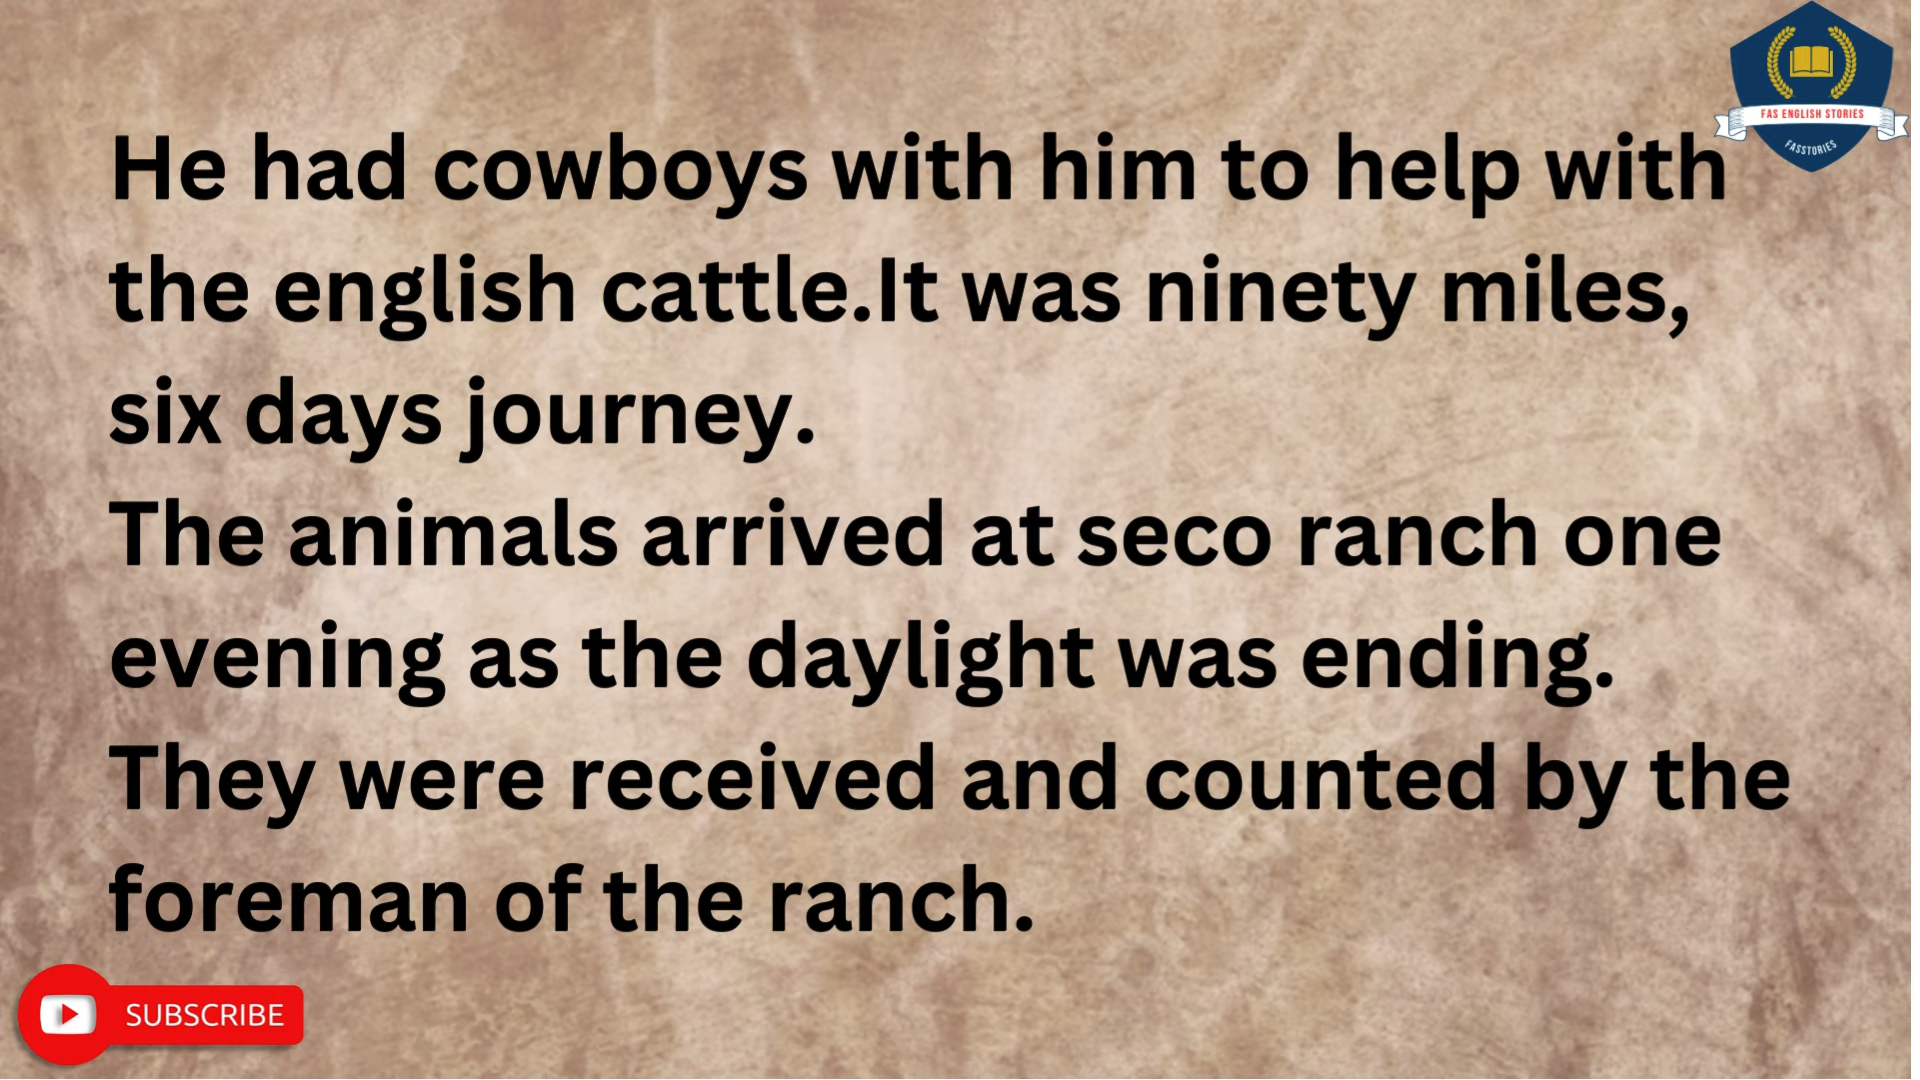 FAS ENGLISH STORIES
FASSTORIES
He had cowboys with him to help with
the english cattle.It was ninety miles,
six days journey.
The animals arrived at seco ranch one
evening as the daylight was ending.
They were received and counted by the
foreman of the ranch.
SUBSCRIBE